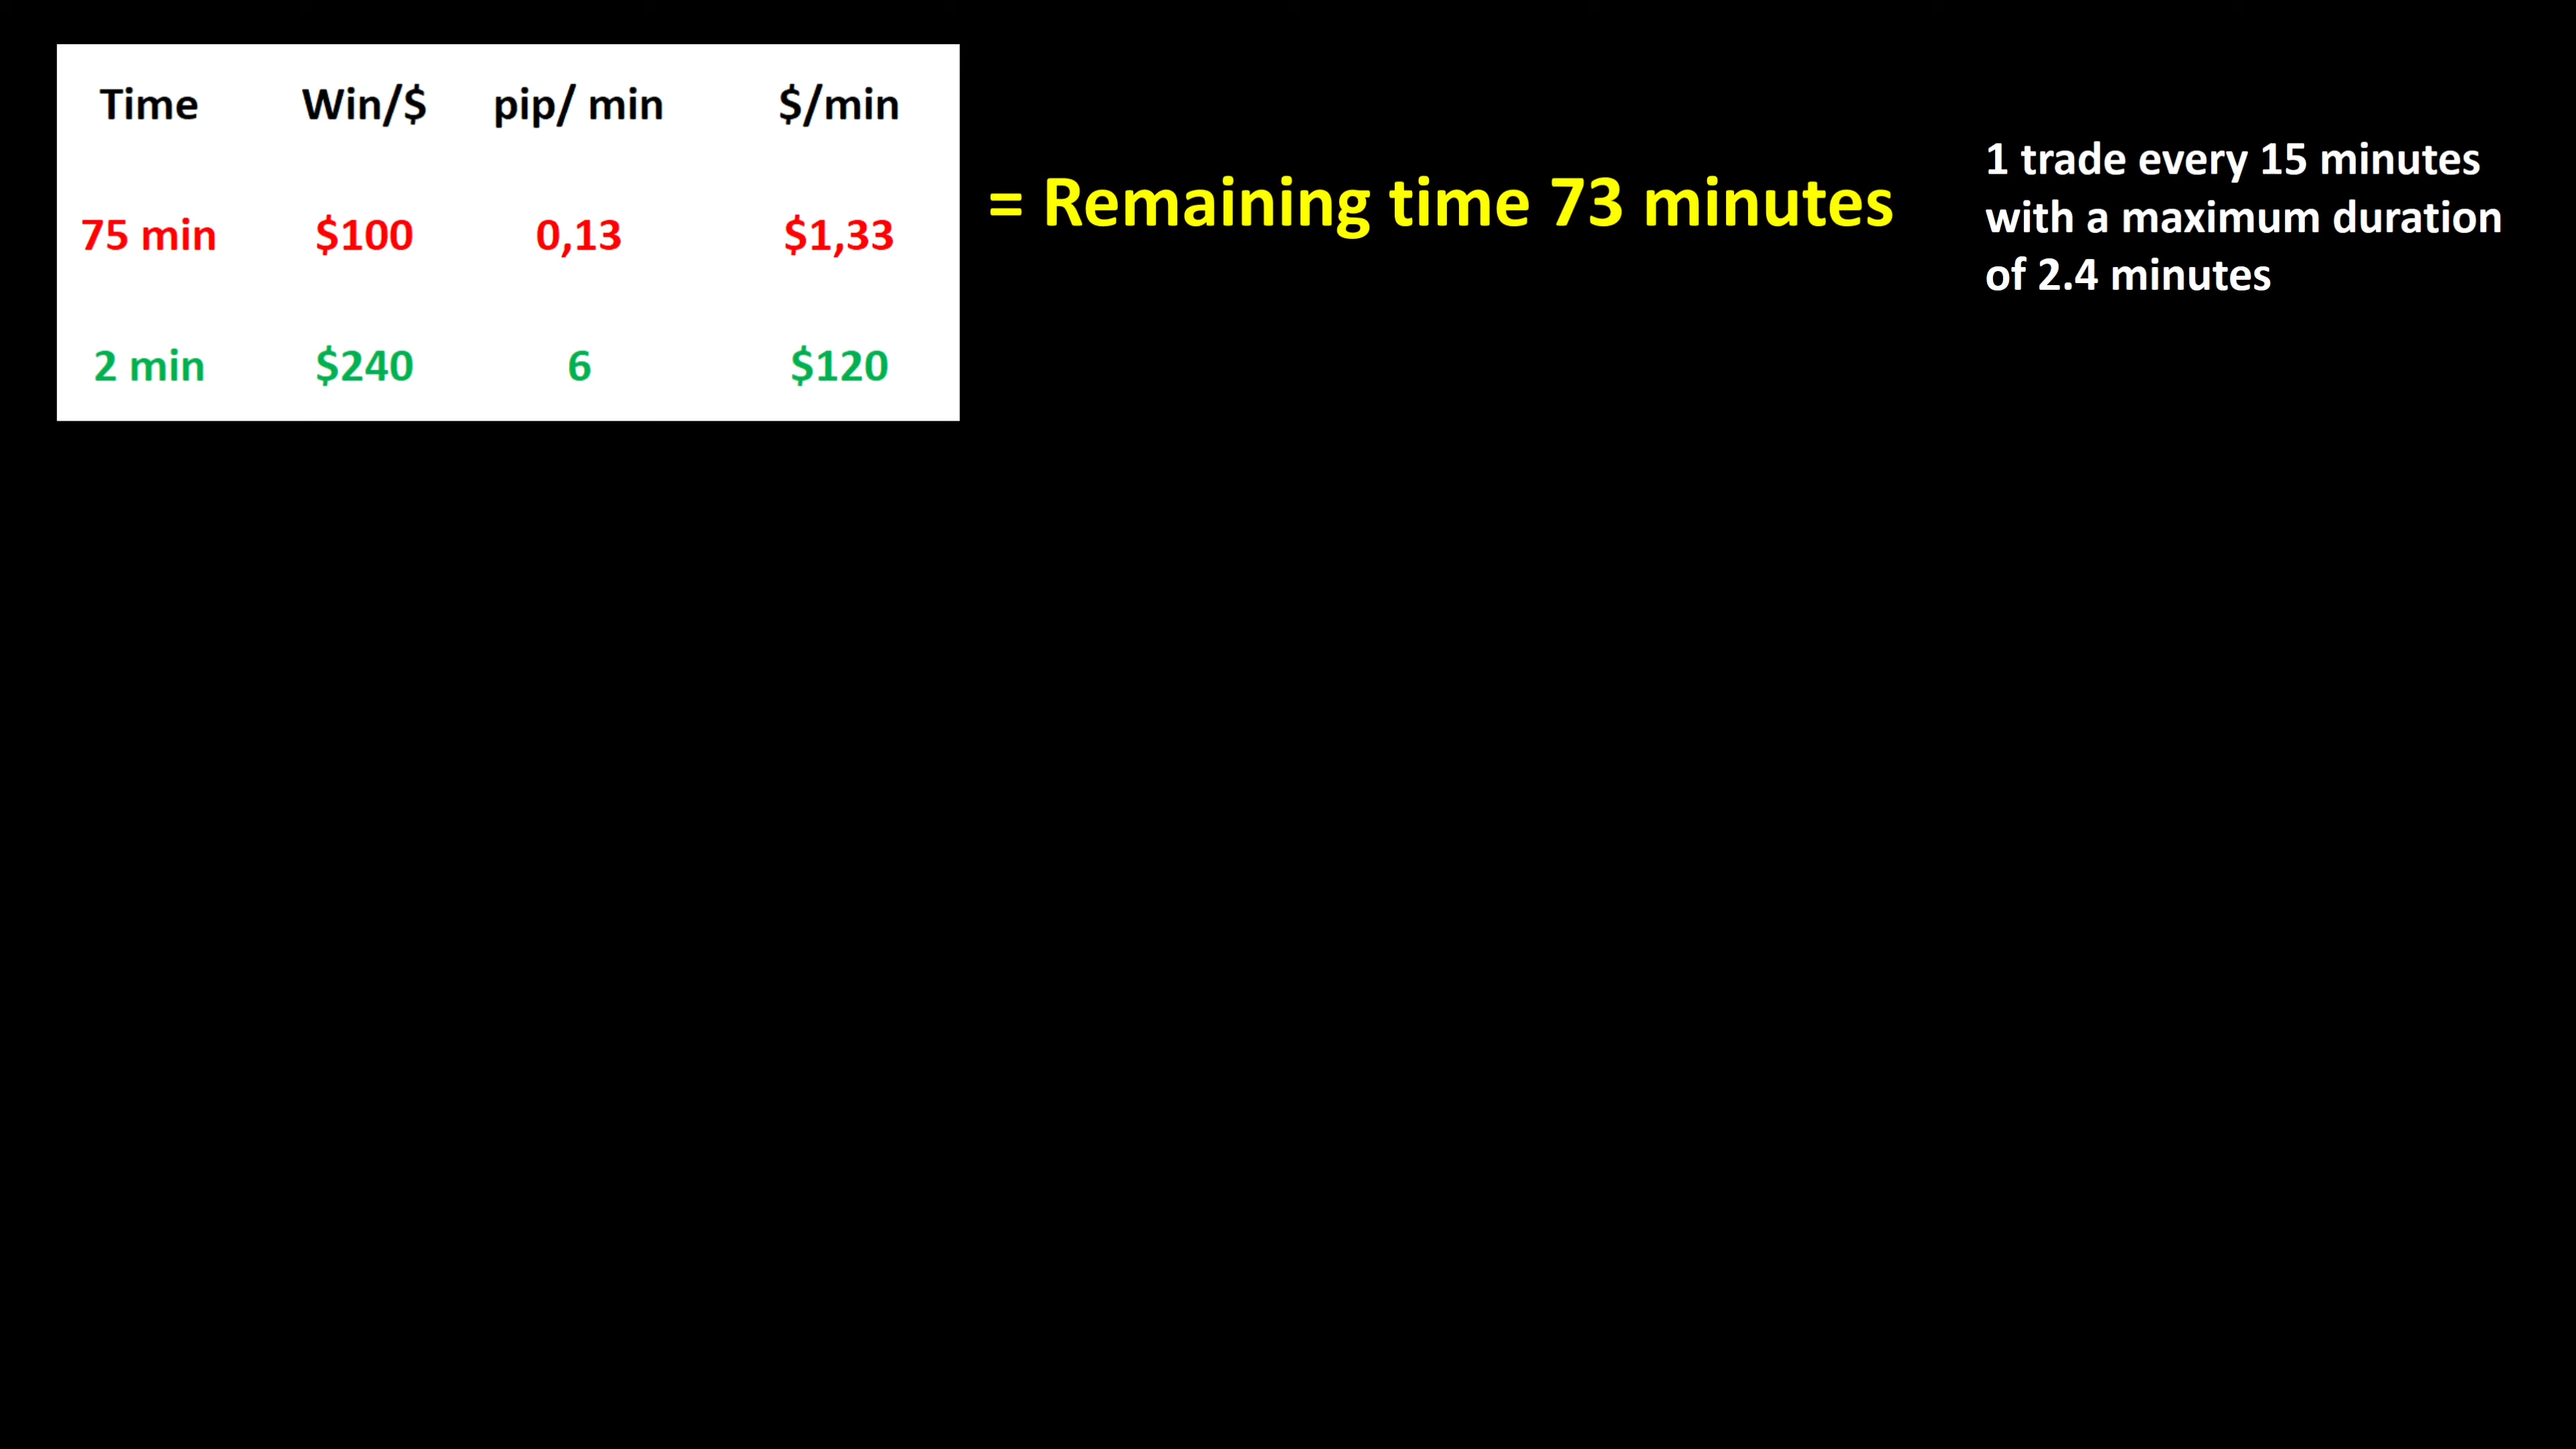 Time Win/$ pip/ min $/min
75 min $100 0,13 $1,33
2 min $240 6 $120
= Remaining time 73 minutes
1 trade every 15 minutes
with a maximum duration
of 2.4 minutes